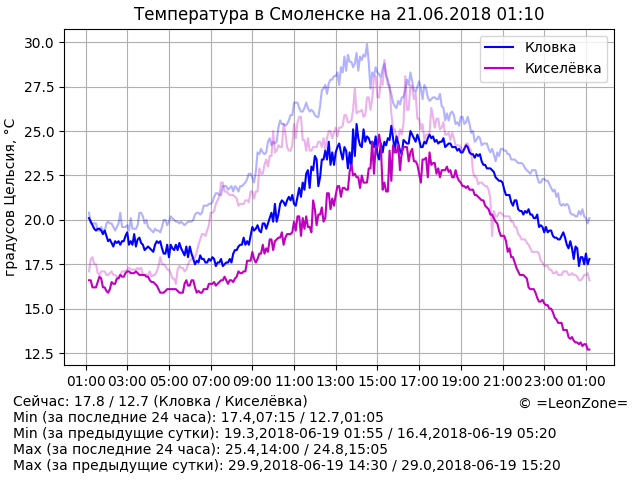 Температура в Смоленске на 21.06.2018 01:10
градусов Цельсия, °C
30.0
27.5
25.0
22.5
20.0
17.5
15.0
12.5
Кловка
Киселёвка
01:00 03:00 05:00 07:00 09:00 11:00 13:00 15:00 17:00 19:00 21:00 23:00 01:00
Сейчас: 17.8 / 12.7 (Кловка / Киселёвка)
© =LeonZone=
Min (за последние 24 часа): 17.4,07:15 / 12.7,01:05
Min (за предыдущие сутки): 19.3,2018-06-19 01:55 / 16.4,2018-06-19 05:20
Max (за последние 24 часа): 25.4,14:00 / 24.8,15:05
Max (за предыдущие сутки): 29.9,2018-06-19 14:30 / 29.0,2018-06-19 15:20